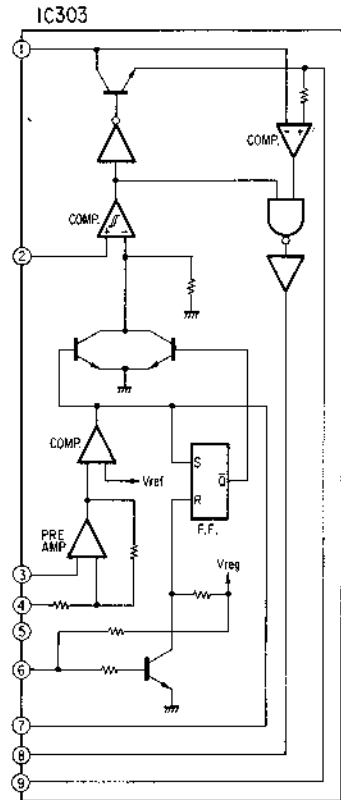 IC303
1
COMP.
- +
COMP.
+ -
2
COMP.
Vref
S
Q̄
R
F.F.
PRE
AMP
3
4
Vreg
5
6
7
8
9